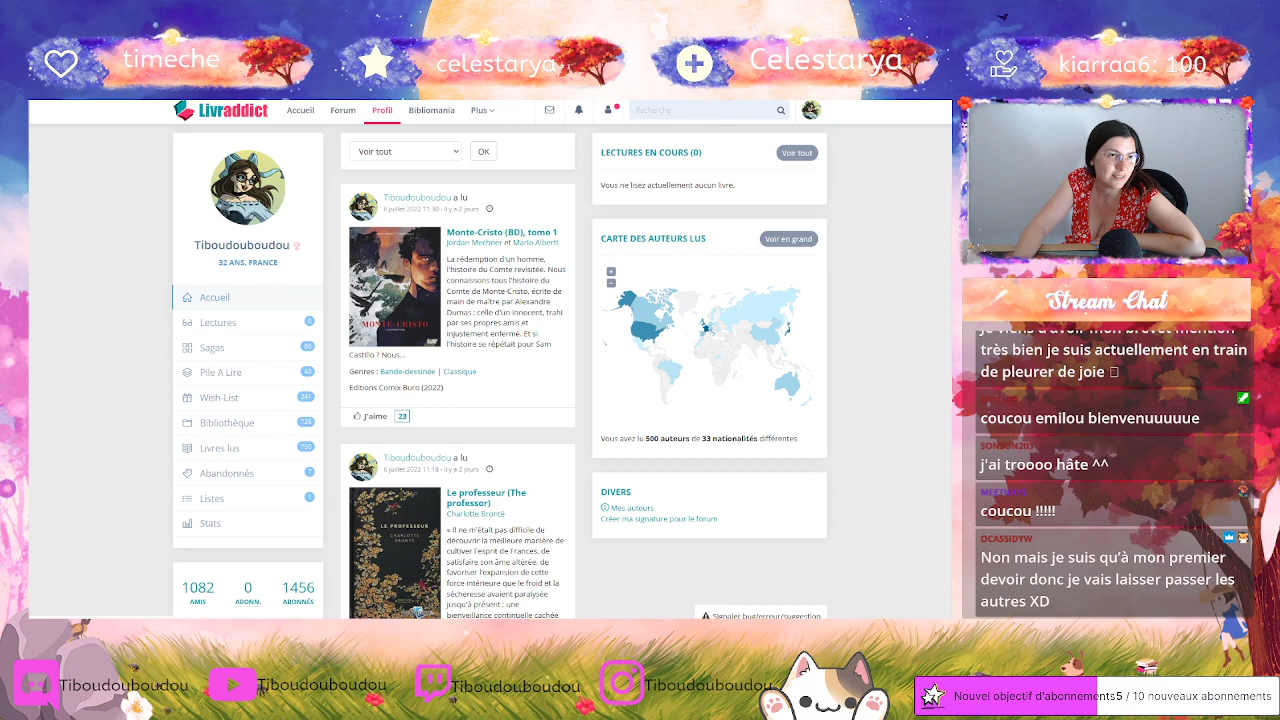 timeche
celestarya
Celestarya
kiarraa6: 100
Livraddict
Accueil
Forum
Profil
Bibliomania
Plus
Recherche
Tiboudouboudou
32 ANS, FRANCE
Accueil
Lectures 0
Sagas 60
Pile A Lire 43
Wish-List 241
Bibliothèque 728
Livres lus 750
Abandonnés 7
Listes 1
Stats
1082
AMIS
0
ABONN.
1456
ABONNÉS
Voir tout
OK
Tiboudouboudou a lu
6 juillet 2022 11:30 - il y a 2 jours
MONTE-CRISTO
Monte-Cristo (BD), tome 1
Jordan Mechner et Mario Alberti
La rédemption d'un homme,
l'histoire du Comte revisitée. Nous
connaissons tous l'histoire du
Comte de Monte-Cristo, écrite de
main de maître par Alexandre
Dumas : celle d'un innocent, trahi
par ses propres amis et
injustement enfermé. Et si
l'histoire se répétait pour Sam
Castillo ? Nous...
Genres : Bande-dessinée | Classique
Editions Comix Buro (2022)
J'aime 23
Tiboudouboudou a lu
6 juillet 2022 11:18 - il y a 2 jours
LE PROFESSEUR
CHARLOTTE
BRONTË
Le professeur (The
professor)
Charlotte Brontë
« Il ne m'était pas difficile de
découvrir la meilleure manière de
cultiver l'esprit de Frances, de
satisfaire son âme altérée, de
favoriser l'expansion de cette
force intérieure que le froid et la
sécheresse avaient paralysée
jusqu'à présent ; une
bienveillance continuelle cachée
LECTURES EN COURS (0)
Voir tout
Vous ne lisez actuellement aucun livre.
CARTE DES AUTEURS LUS
Voir en grand
+
−
Vous avez lu 500 auteurs de 33 nationalités différentes
DIVERS
Mes auteurs
Créer ma signature pour le forum
Signaler bug/erreur/suggestion
Stream Chat
je viens d'avoir mon brevet mention
très bien je suis actuellement en train
de pleurer de joie
coucou emilou bienvenuuuue
SONSON203
j'ai troooo hâte ^^
coucou !!!!!
OCASSIDYW
Non mais je suis qu'à mon premier
devoir donc je vais laisser passer les
autres XD
Tiboudouboudou
Tiboudouboudou
Tiboudouboudou
Tiboudouboudou
Nouvel objectif d'abonnements
5 / 10 nouveaux abonnements